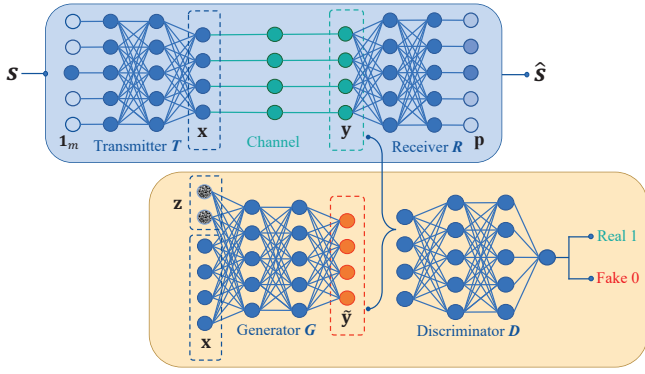 s
ŝ
1ₘ
Transmitter T
x
Channel
y
Receiver R
p
z
x
Generator G
ỹ
Discriminator D
Real 1
Fake 0